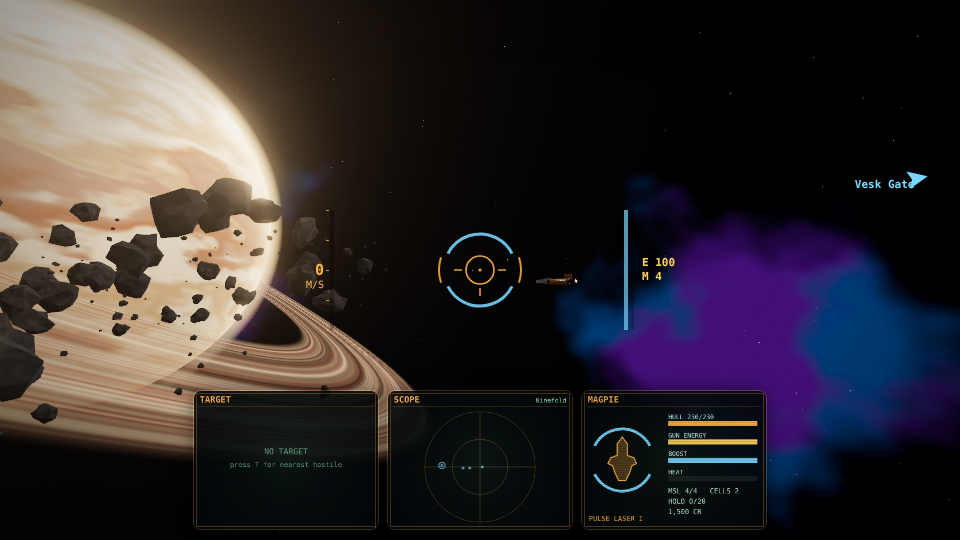 Vesk Gate
0
M/S
E 100
M 4
TARGET
NO TARGET
press T for nearest hostile
SCOPE
Ninefold
MAGPIE
HULL 230/230
GUN ENERGY
BOOST
HEAT
MSL 4/4 CELLS 2
HOLD 0/20
1,500 CR
PULSE LASER I